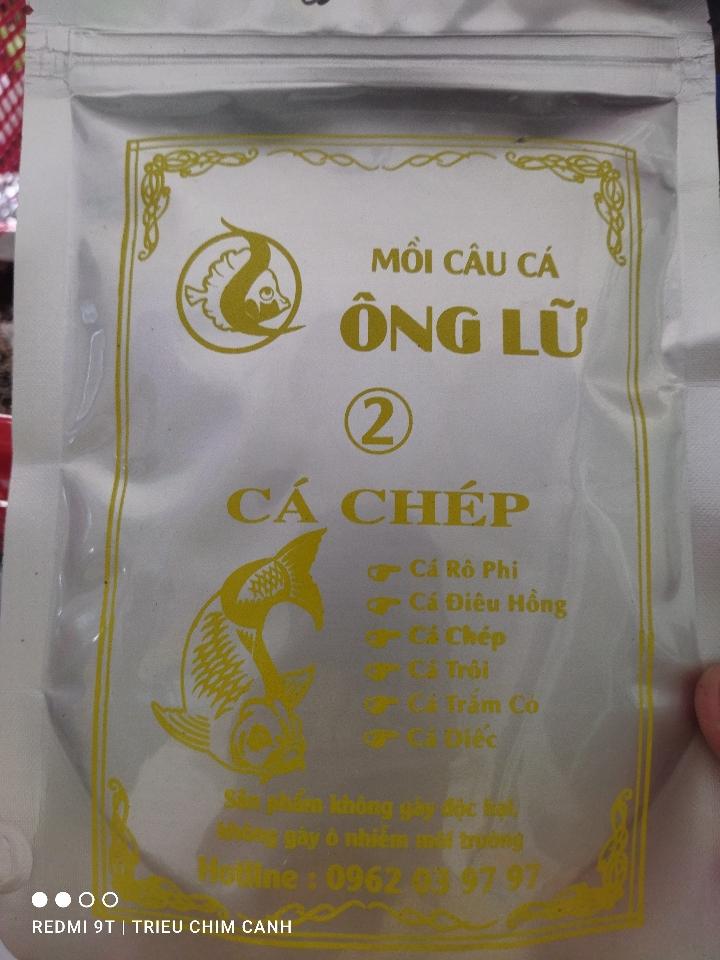 MỒI CÂU CÁ
ÔNG LỮ
2
CÁ CHÉP
Cá Rô Phi
Cá Điêu Hồng
Cá Chép
Cá Trôi
Cá Trắm Cỏ
Cá Diếc
Sản phẩm không gây độc hại,
không gây ô nhiễm môi trường
Hotline : 0962 03 97 97
REDMI 9T | TRIEU CHIM CANH